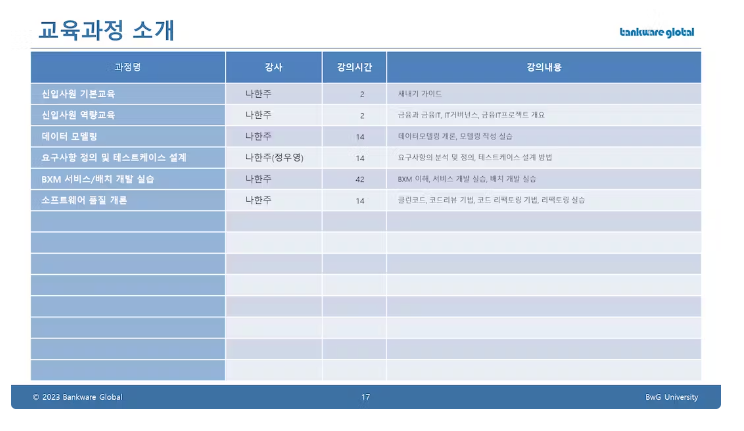 교육과정 소개
bankware global
과정명 강사 강의시간 강의내용
신입사원 기본교육 나한주 2 새내기 가이드
신입사원 역량교육 나한주 2 금융과 금융IT, IT거버넌스, 금융IT프로젝트 개요
데이터 모델링 나한주 14 데이터모델링 개론, 모델링 작성 실습
요구사항 정의 및 테스트케이스 설계 나한주(정우영) 14 요구사항의 분석 및 정의, 테스트케이스 설계 방법
BXM 서비스/배치 개발 실습 나한주 42 BXM 이해, 서비스 개발 실습, 배치 개발 실습
소프트웨어 품질 개론 나한주 14 클린코드, 코드리뷰 기법, 코드 리팩토링 기법, 리팩토링 실습
© 2023 Bankware Global 17 BwG University